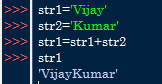 >>> str1='Vijay'
>>> str2='Kumar'
>>> str1=str1+str2
>>> str1
'VijayKumar'